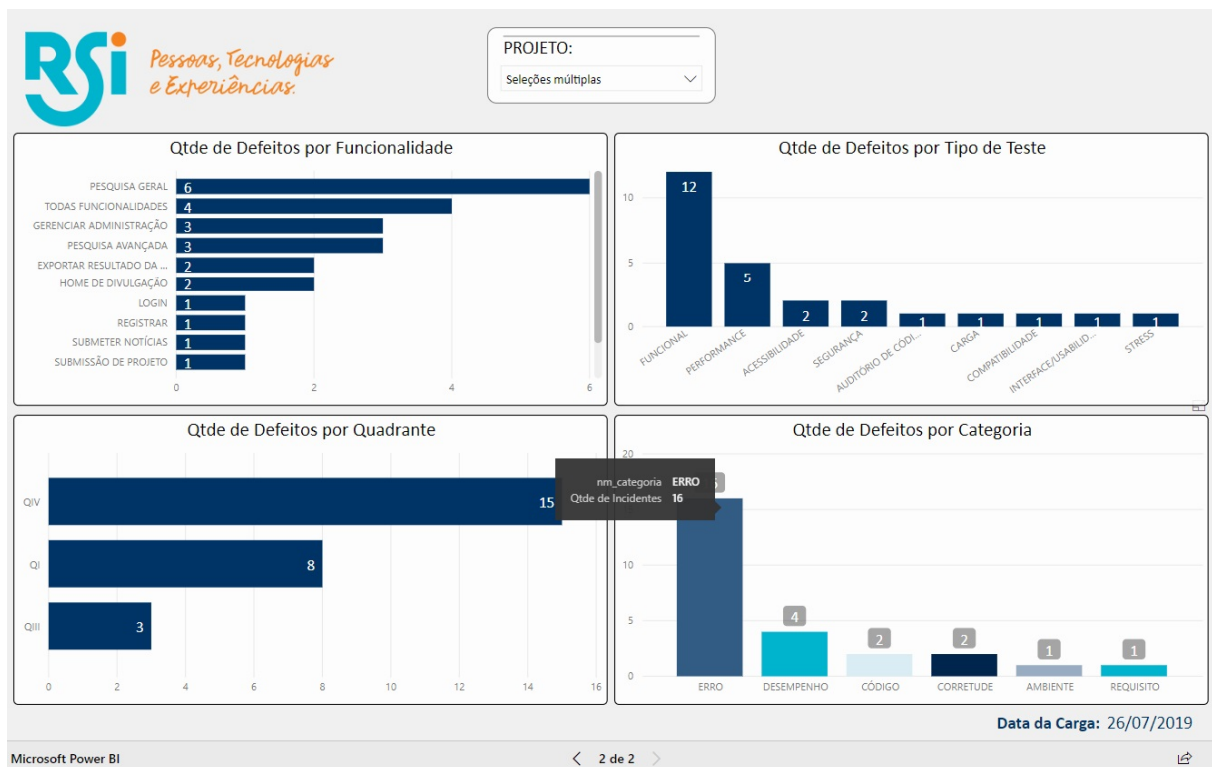 RSi
Pessoas, Tecnologias
e Experiências.
PROJETO:
Seleções múltiplas
Qtde de Defeitos por Funcionalidade
PESQUISA GERAL 6
TODAS FUNCIONALIDADES 4
GERENCIAR ADMINISTRAÇÃO 3
PESQUISA AVANÇADA 3
EXPORTAR RESULTADO DA ... 2
HOME DE DIVULGAÇÃO 2
LOGIN 1
REGISTRAR 1
SUBMETER NOTÍCIAS 1
SUBMISSÃO DE PROJETO 1
0 2 4 6
Qtde de Defeitos por Tipo de Teste
10
5
0
12 5 2 2 1 1 1 1 1
FUNCIONAL PERFORMANCE ACESSIBILIDADE SEGURANÇA AUDITÓRIO DE CÓDI... CARGA COMPATIBILIDADE INTERFACE/USABILID... STRESS
Qtde de Defeitos por Quadrante
QIV 15
QI 8
QIII 3
0 2 4 6 8 10 12 14 16
Qtde de Defeitos por Categoria
20
nm_categoria ERRO
Qtde de Incidentes 16
10
5
0
4 2 2 1 1
ERRO DESEMPENHO CÓDIGO CORRETUDE AMBIENTE REQUISITO
Data da Carga: 26/07/2019
Microsoft Power BI
2 de 2